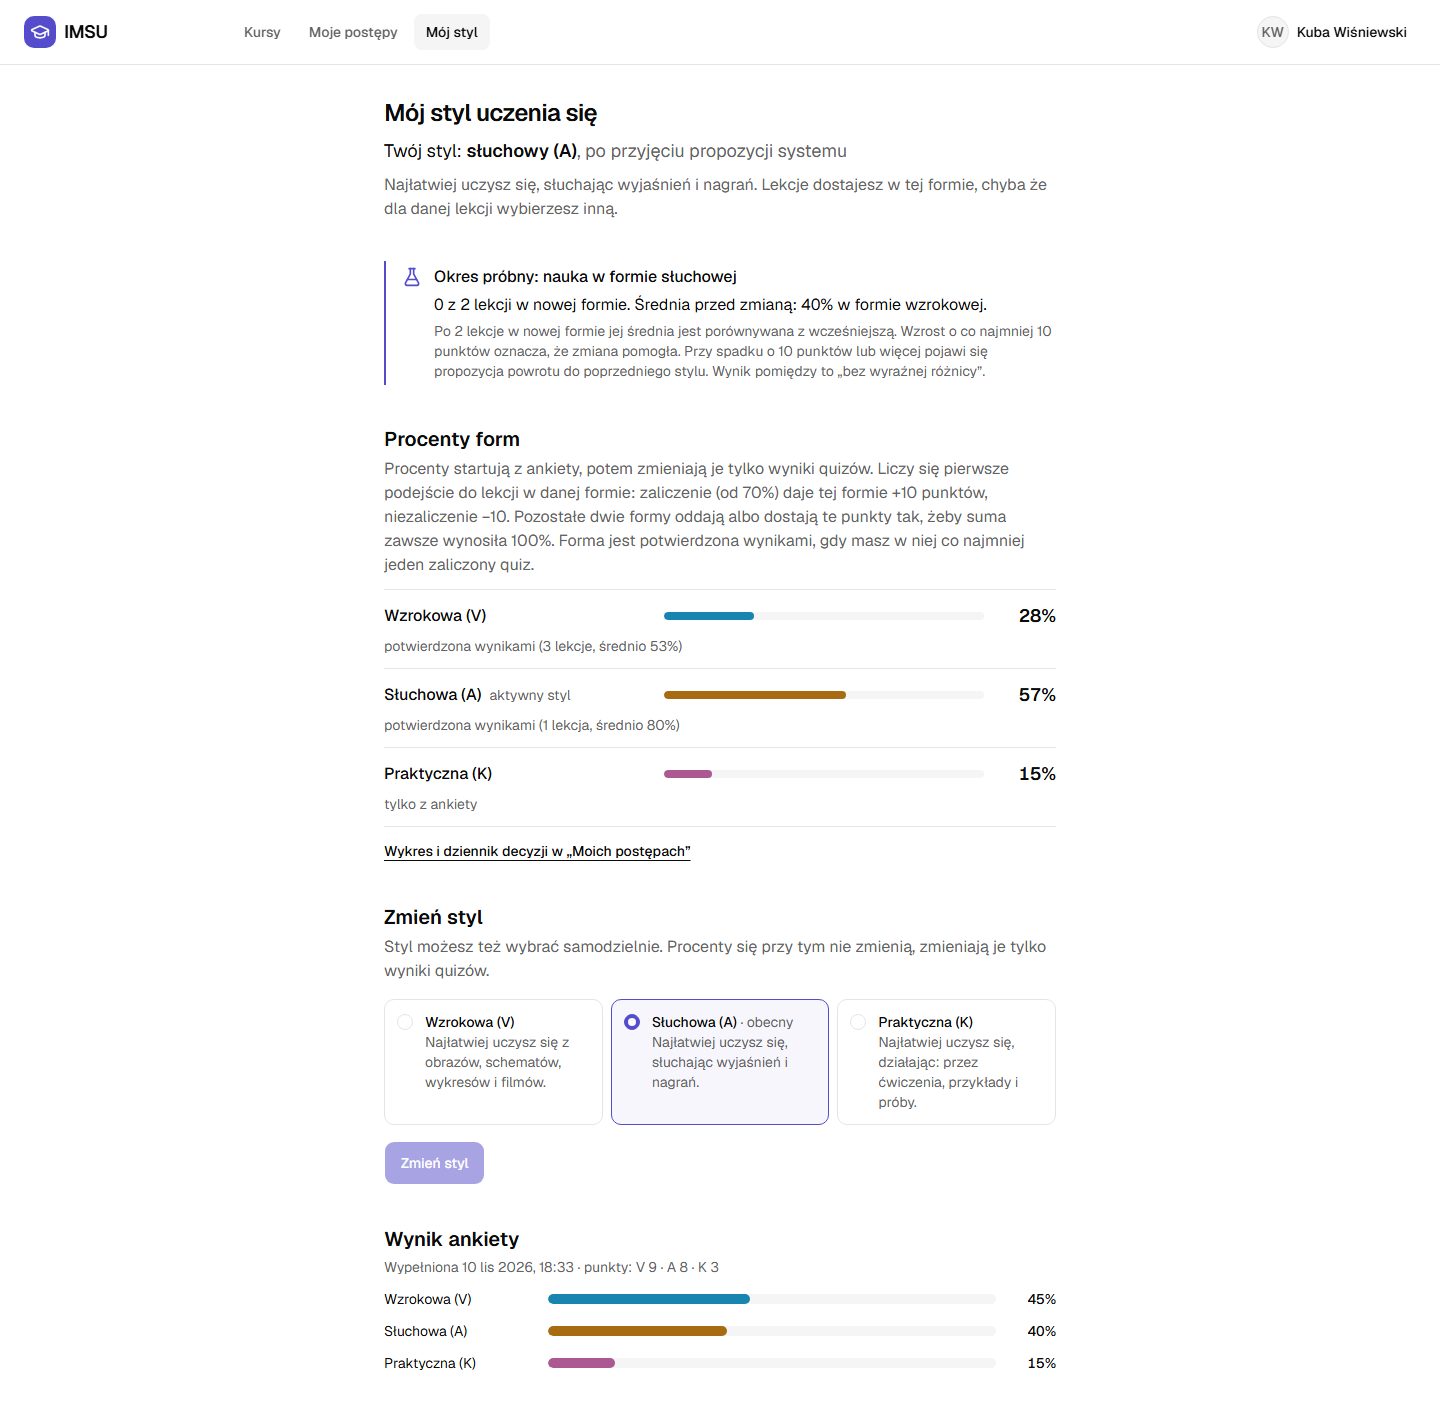 IMSU
Kursy
Moje postępy
Mój styl
KW
Kuba Wiśniewski
Mój styl uczenia się
Twój styl: słuchowy (A), po przyjęciu propozycji systemu
Najłatwiej uczysz się, słuchając wyjaśnień i nagrań. Lekcje dostajesz w tej formie, chyba że
dla danej lekcji wybierzesz inną.
Okres próbny: nauka w formie słuchowej
0 z 2 lekcji w nowej formie. Średnia przed zmianą: 40% w formie wzrokowej.
Po 2 lekcje w nowej formie jej średnia jest porównywana z wcześniejszą. Wzrost o co najmniej 10
punktów oznacza, że zmiana pomogła. Przy spadku o 10 punktów lub więcej pojawi się
propozycja powrotu do poprzedniego stylu. Wynik pomiędzy to „bez wyraźnej różnicy”.
Procenty form
Procenty startują z ankiety, potem zmieniają je tylko wyniki quizów. Liczy się pierwsze
podejście do lekcji w danej formie: zaliczenie (od 70%) daje tej formie +10 punktów,
niezaliczenie −10. Pozostałe dwie formy oddają albo dostają te punkty tak, żeby suma
zawsze wynosiła 100%. Forma jest potwierdzona wynikami, gdy masz w niej co najmniej
jeden zaliczony quiz.
Wzrokowa (V)
28%
potwierdzona wynikami (3 lekcje, średnio 53%)
Słuchowa (A) aktywny styl
57%
potwierdzona wynikami (1 lekcja, średnio 80%)
Praktyczna (K)
15%
tylko z ankiety
Wykres i dziennik decyzji w „Moich postępach”
Zmień styl
Styl możesz też wybrać samodzielnie. Procenty się przy tym nie zmienią, zmieniają je tylko
wyniki quizów.
Wzrokowa (V)
Najłatwiej uczysz się z
obrazów, schematów,
wykresów i filmów.
Słuchowa (A) · obecny
Najłatwiej uczysz się,
słuchając wyjaśnień i
nagrań.
Praktyczna (K)
Najłatwiej uczysz się,
działając: przez
ćwiczenia, przykłady i
próby.
Zmień styl
Wynik ankiety
Wypełniona 10 lis 2026, 18:33 · punkty: V 9 · A 8 · K 3
Wzrokowa (V)
45%
Słuchowa (A)
40%
Praktyczna (K)
15%